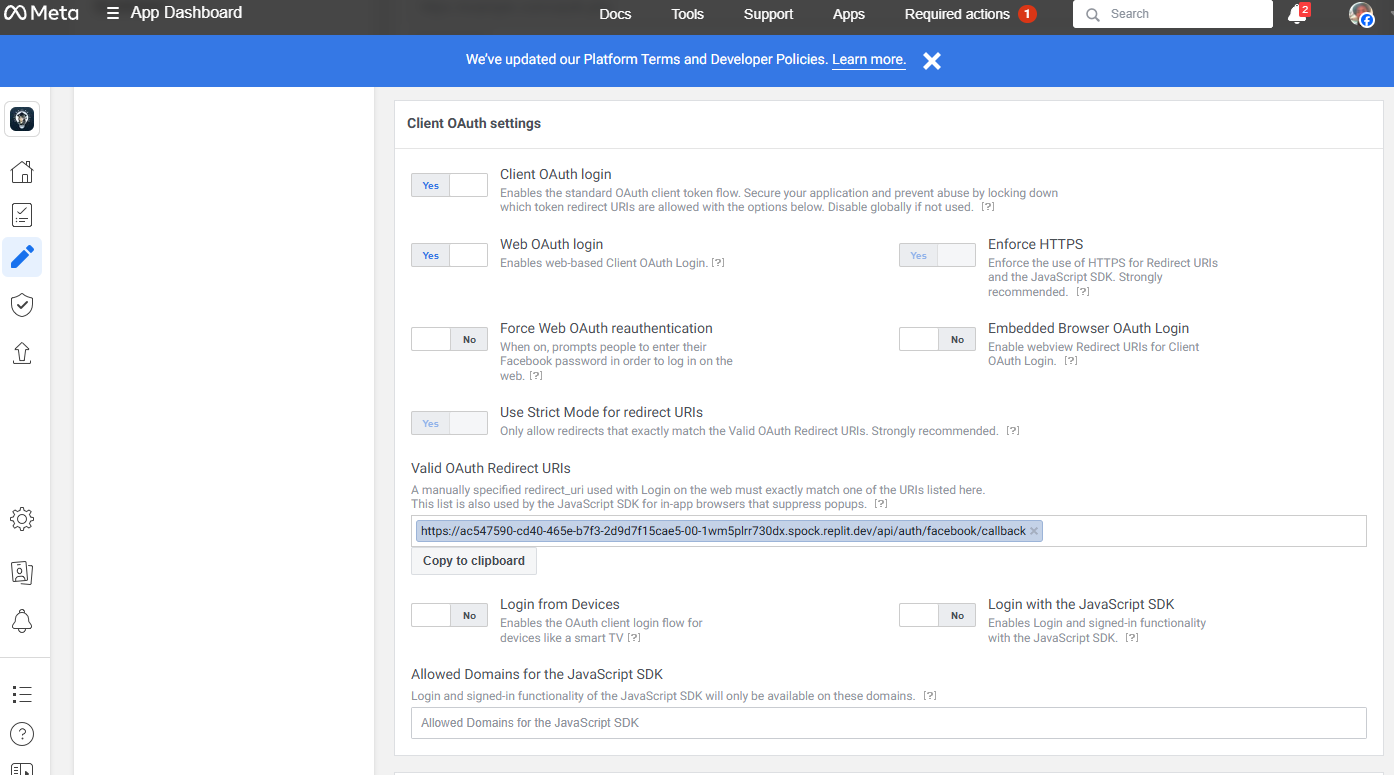 Meta
App Dashboard
Docs
Tools
Support
Apps
Required actions
1
Search
2
We've updated our Platform Terms and Developer Policies. Learn more.
Client OAuth settings
Yes
Client OAuth login
Enables the standard OAuth client token flow. Secure your application and prevent abuse by locking down
which token redirect URIs are allowed with the options below. Disable globally if not used. [?]
Yes
Web OAuth login
Enables web-based Client OAuth Login. [?]
Yes
Enforce HTTPS
Enforce the use of HTTPS for Redirect URIs
and the JavaScript SDK. Strongly
recommended. [?]
No
Force Web OAuth reauthentication
When on, prompts people to enter their
Facebook password in order to log in on the
web. [?]
No
Embedded Browser OAuth Login
Enable webview Redirect URIs for Client
OAuth Login. [?]
Yes
Use Strict Mode for redirect URIs
Only allow redirects that exactly match the Valid OAuth Redirect URIs. Strongly recommended. [?]
Valid OAuth Redirect URIs
A manually specified redirect_uri used with Login on the web must exactly match one of the URIs listed here.
This list is also used by the JavaScript SDK for in-app browsers that suppress popups. [?]
https://ac547590-cd40-465e-b7f3-2d9d7f15cae5-00-1wm5plrr730dx.spock.replit.dev/api/auth/facebook/callback
Copy to clipboard
No
Login from Devices
Enables the OAuth client login flow for
devices like a smart TV [?]
No
Login with the JavaScript SDK
Enables Login and signed-in functionality
with the JavaScript SDK. [?]
Allowed Domains for the JavaScript SDK
Login and signed-in functionality of the JavaScript SDK will only be available on these domains. [?]
Allowed Domains for the JavaScript SDK